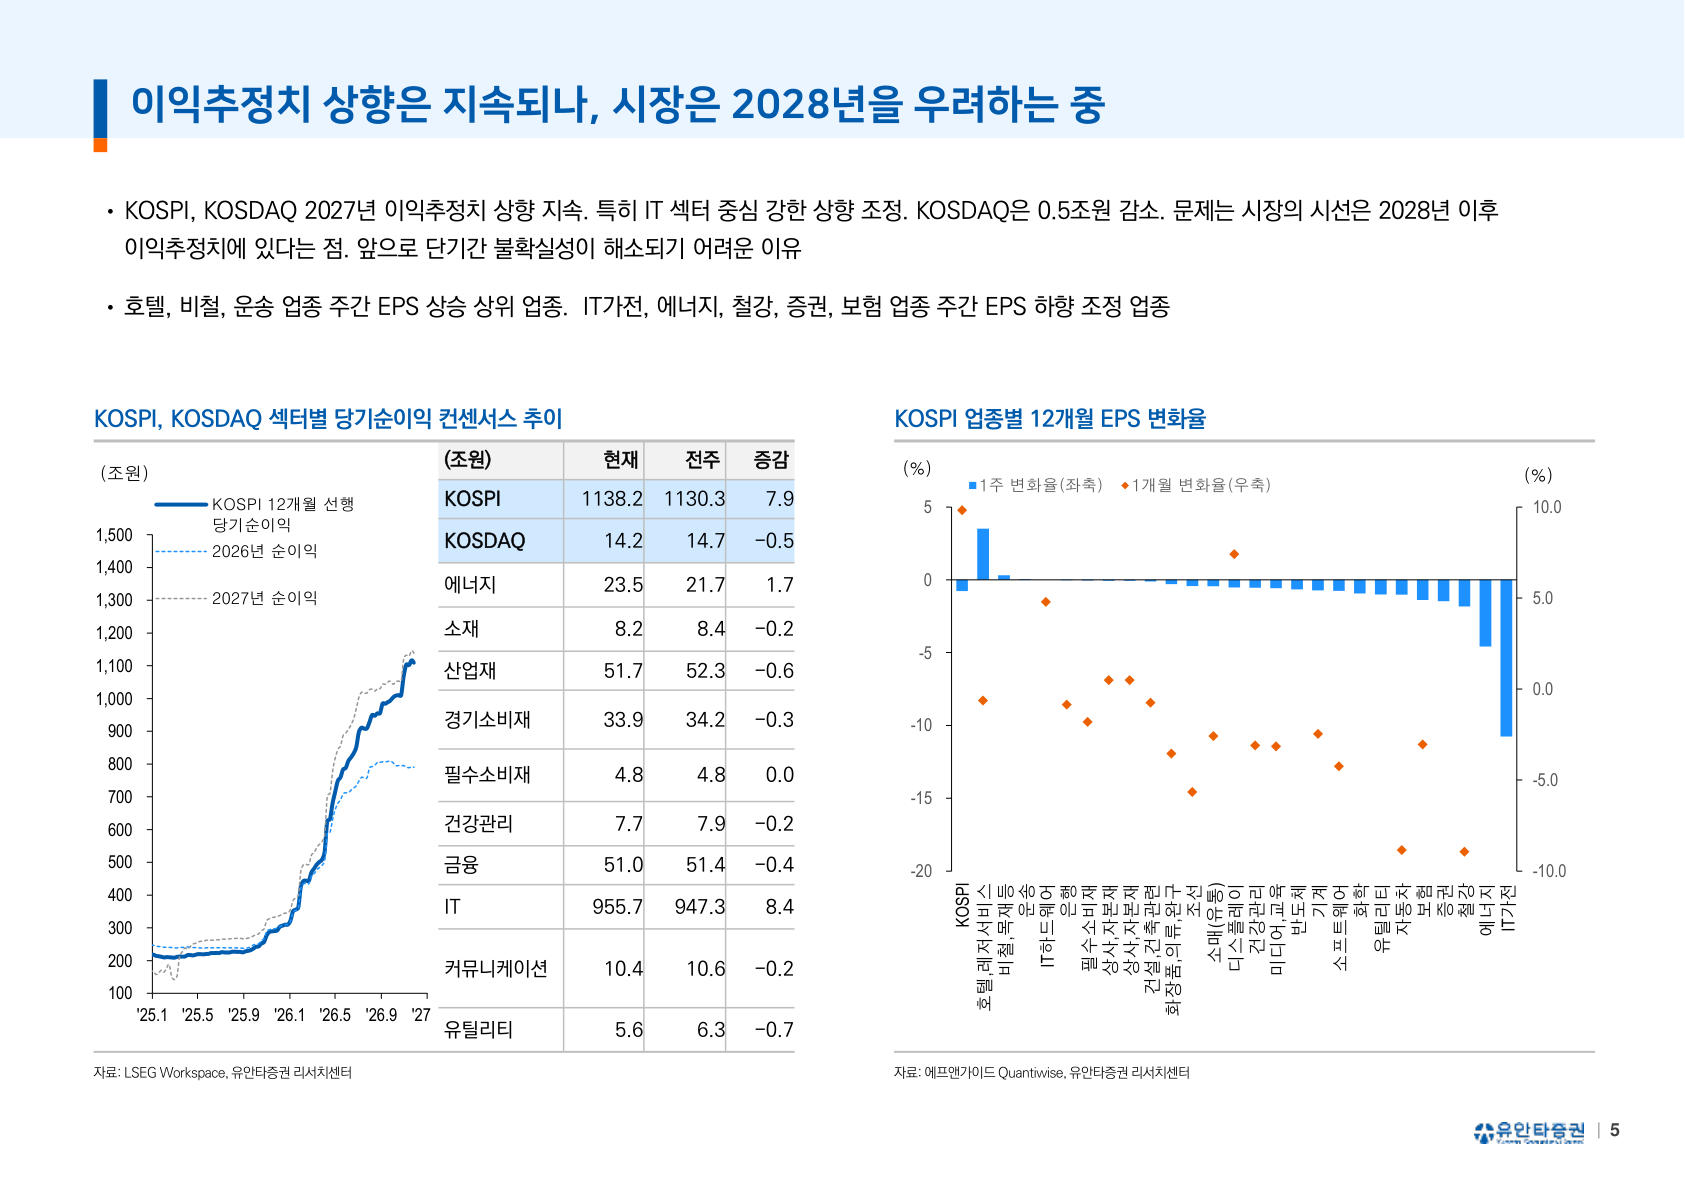 이익추정치 상향은 지속되나, 시장은 2028년을 우려하는 중
• KOSPI, KOSDAQ 2027년 이익추정치 상향 지속. 특히 IT 섹터 중심 강한 상향 조정. KOSDAQ은 0.5조원 감소. 문제는 시장의 시선은 2028년 이후
이익추정치에 있다는 점. 앞으로 단기간 불확실성이 해소되기 어려운 이유
• 호텔, 비철, 운송 업종 주간 EPS 상승 상위 업종. IT가전, 에너지, 철강, 증권, 보험 업종 주간 EPS 하향 조정 업종
KOSPI, KOSDAQ 섹터별 당기순이익 컨센서스 추이
(조원)
KOSPI 12개월 선행
당기순이익
2026년 순이익
2027년 순이익
1,500
1,400
1,300
1,200
1,100
1,000
900
800
700
600
500
400
300
200
100
'25.1 '25.5 '25.9 '26.1 '26.5 '26.9 '27
(조원) 현재 전주 증감
KOSPI 1138.2 1130.3 7.9
KOSDAQ 14.2 14.7 −0.5
에너지 23.5 21.7 1.7
소재 8.2 8.4 −0.2
산업재 51.7 52.3 −0.6
경기소비재 33.9 34.2 −0.3
필수소비재 4.8 4.8 0.0
건강관리 7.7 7.9 −0.2
금융 51.0 51.4 −0.4
IT 955.7 947.3 8.4
커뮤니케이션 10.4 10.6 −0.2
유틸리티 5.6 6.3 −0.7
자료: LSEG Workspace, 유안타증권 리서치센터
KOSPI 업종별 12개월 EPS 변화율
(%)
(%)
1주 변화율(좌축) 1개월 변화율(우축)
5
0
-5
-10
-15
-20
10.0
5.0
0.0
-5.0
-10.0
KOSPI
호텔,레저서비스
비철,목재등
운송
IT하드웨어
은행
필수소비재
상사,자본재
상사,자본재
건설,건축관련
화장품,의류,완구
조선
소매(유통)
디스플레이
건강관리
미디어,교육
반도체
기계
소프트웨어
화학
유틸리티
자동차
보험
증권
철강
에너지
IT가전
자료: 에프앤가이드 Quantiwise, 유안타증권 리서치센터
유안타증권
5